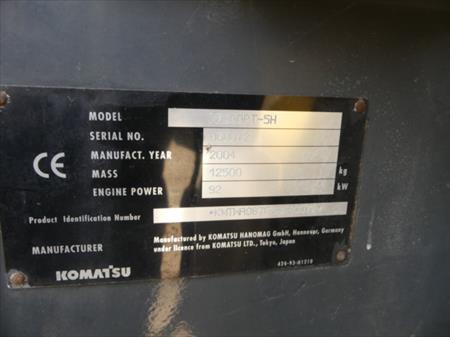 MODEL
SERIAL NO.
MANUFACT. YEAR 2004
MASS 12500 kg
ENGINE POWER 92 kW
Product Identification Number
MANUFACTURER
Manufactured by KOMATSU HANOMAG GmbH, Hannover, Germany
under licence from KOMATSU LTD., Tokyo, Japan
CE
KOMATSU